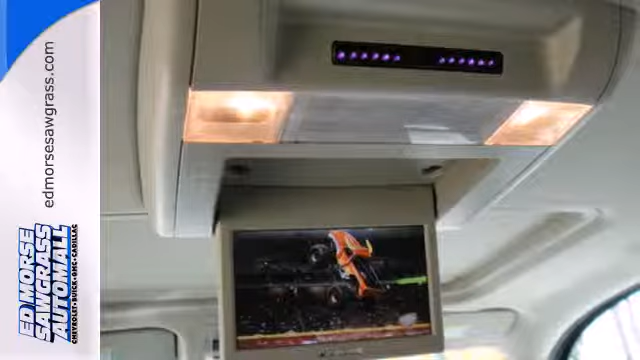 edmorsesawgrass.com
ED MORSE
SAWGRASS
AUTOMALL
CHEVROLET•BUICK•GMC•CADILLAC